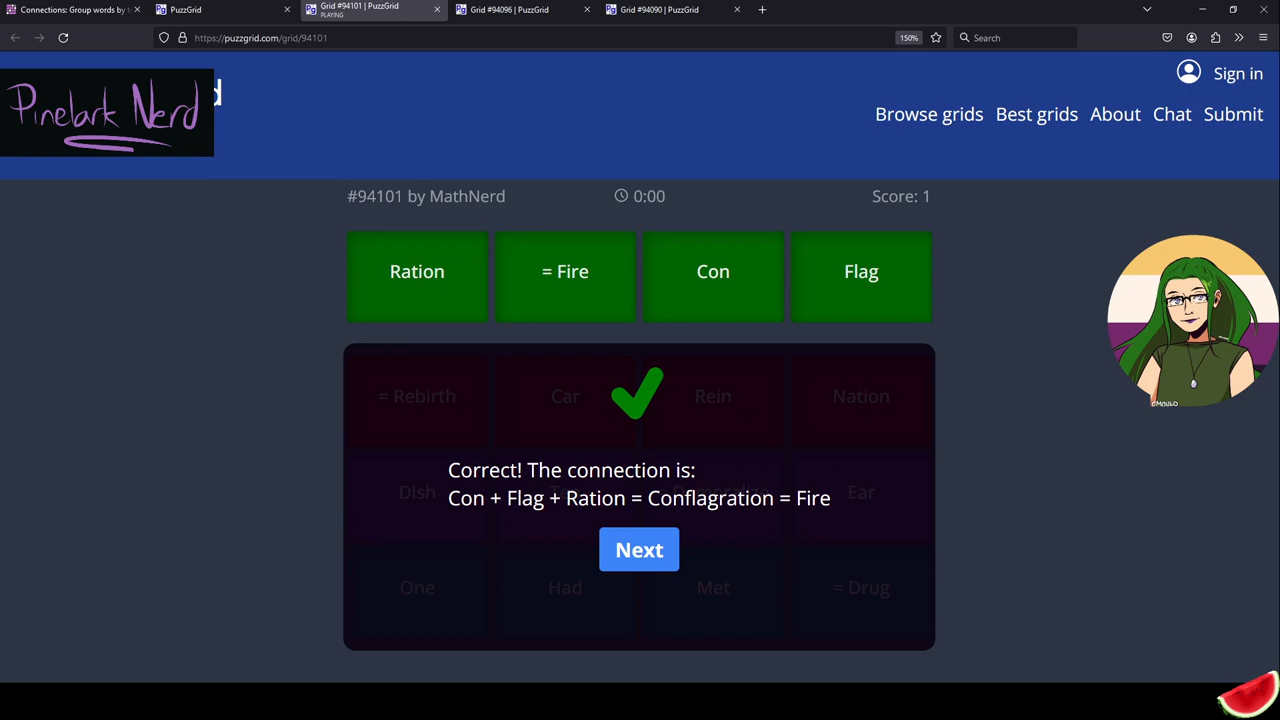 Connections: Group words by t
PuzzGrid
Grid #94101 | PuzzGrid
PLAYING
Grid #94096 | PuzzGrid
Grid #94090 | PuzzGrid
https://puzzgrid.com/grid/94101
150%
Search
Pinelark Nerd
d
Sign in
Browse grids
Best grids
About
Chat
Submit
#94101 by MathNerd
0:00
Score: 1
Ration
= Fire
Con
Flag
= Rebirth
Car
Rein
Nation
Correct! The connection is:
Dish
Ear
Con + Flag + Ration = Conflagration = Fire
Next
One
Had
Met
= Drug